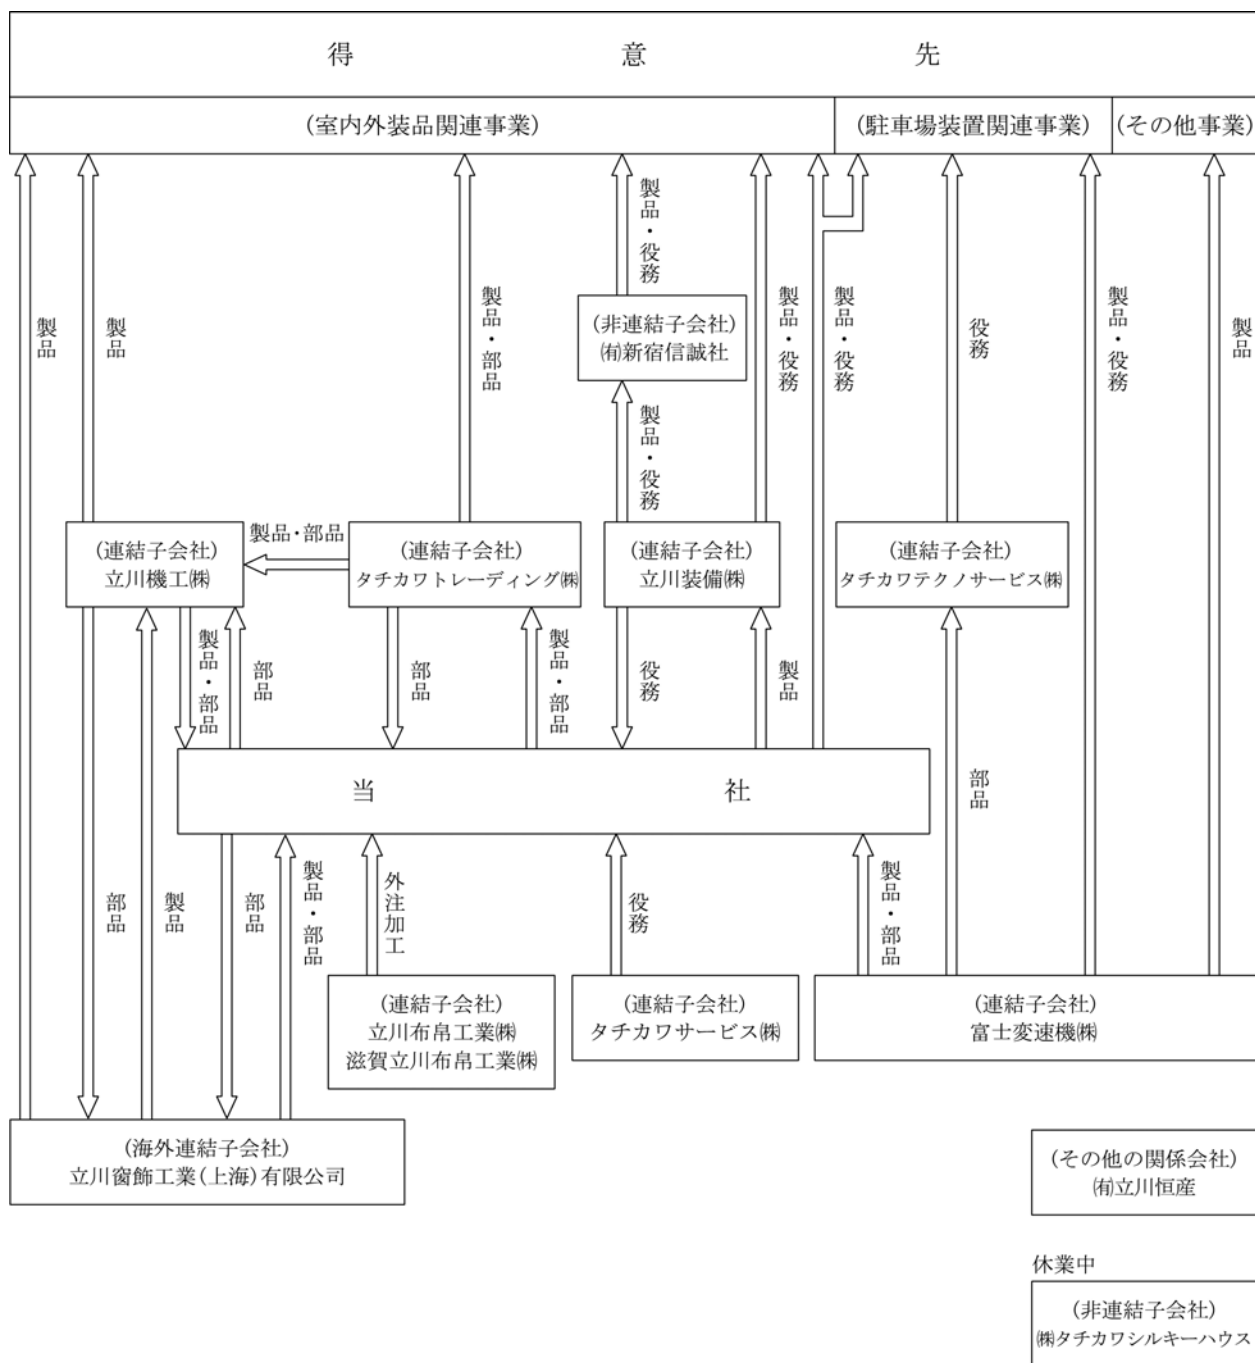 得意先
(室内外装品関連事業)
(駐車場装置関連事業)
(その他事業)
製品・役務
製品
製品
製品・部品
(非連結子会社)
㈲新宿信誠社
製品・役務
製品・役務
役務
製品・役務
製品
製品・役務
(連結子会社)
立川機工㈱
製品・部品
(連結子会社)
タチカワトレーディング㈱
(連結子会社)
立川装備㈱
(連結子会社)
タチカワテクノサービス㈱
製品・部品
部品
部品
製品・部品
役務
製品
部品
当社
部品
製品
部品
製品・部品
外注加工
役務
製品・部品
(連結子会社)
立川布帛工業㈱
滋賀立川布帛工業㈱
(連結子会社)
タチカワサービス㈱
(連結子会社)
富士変速機㈱
(海外連結子会社)
立川窗飾工業(上海)有限公司
(その他の関係会社)
㈲立川恒産
休業中
(非連結子会社)
㈱タチカワシルキーハウス